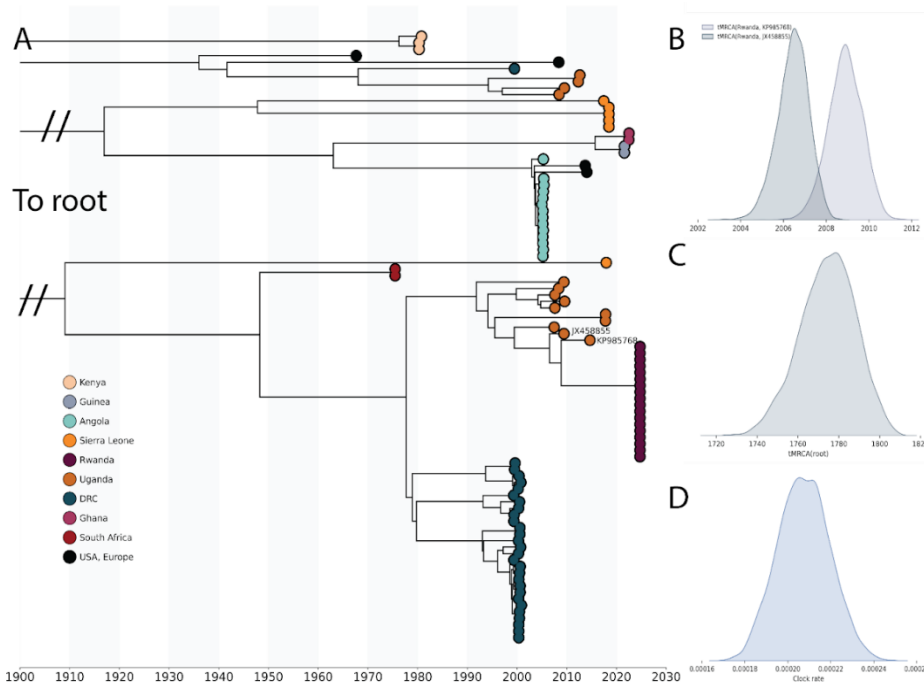 A
To root
JX458855
KP985768
Kenya
Guinea
Angola
Sierra Leone
Rwanda
Uganda
DRC
Ghana
South Africa
USA, Europe
1900 1910 1920 1930 1940 1950 1960 1970 1980 1990 2000 2010 2020 2030
B
tMRCA(Rwanda, KP985768)
tMRCA(Rwanda, JX458855)
2002 2004 2006 2008 2010 2012
C
1720 1740 1760 1780 1800 182
tMRCA(root)
D
0.00016 0.00018 0.00020 0.00022 0.00024 0.0002
Clock rate